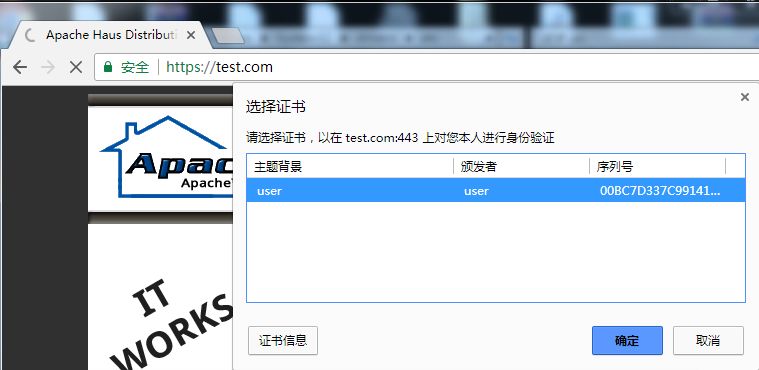 Apache Haus Distributi
安全 https://test.com
选择证书
请选择证书，以在 test.com:443 上对您本人进行身份验证
主题背景 颁发者 序列号
user user 00BC7D337C99141...
Apac
Apache
IT
WORKS
证书信息 确定 取消